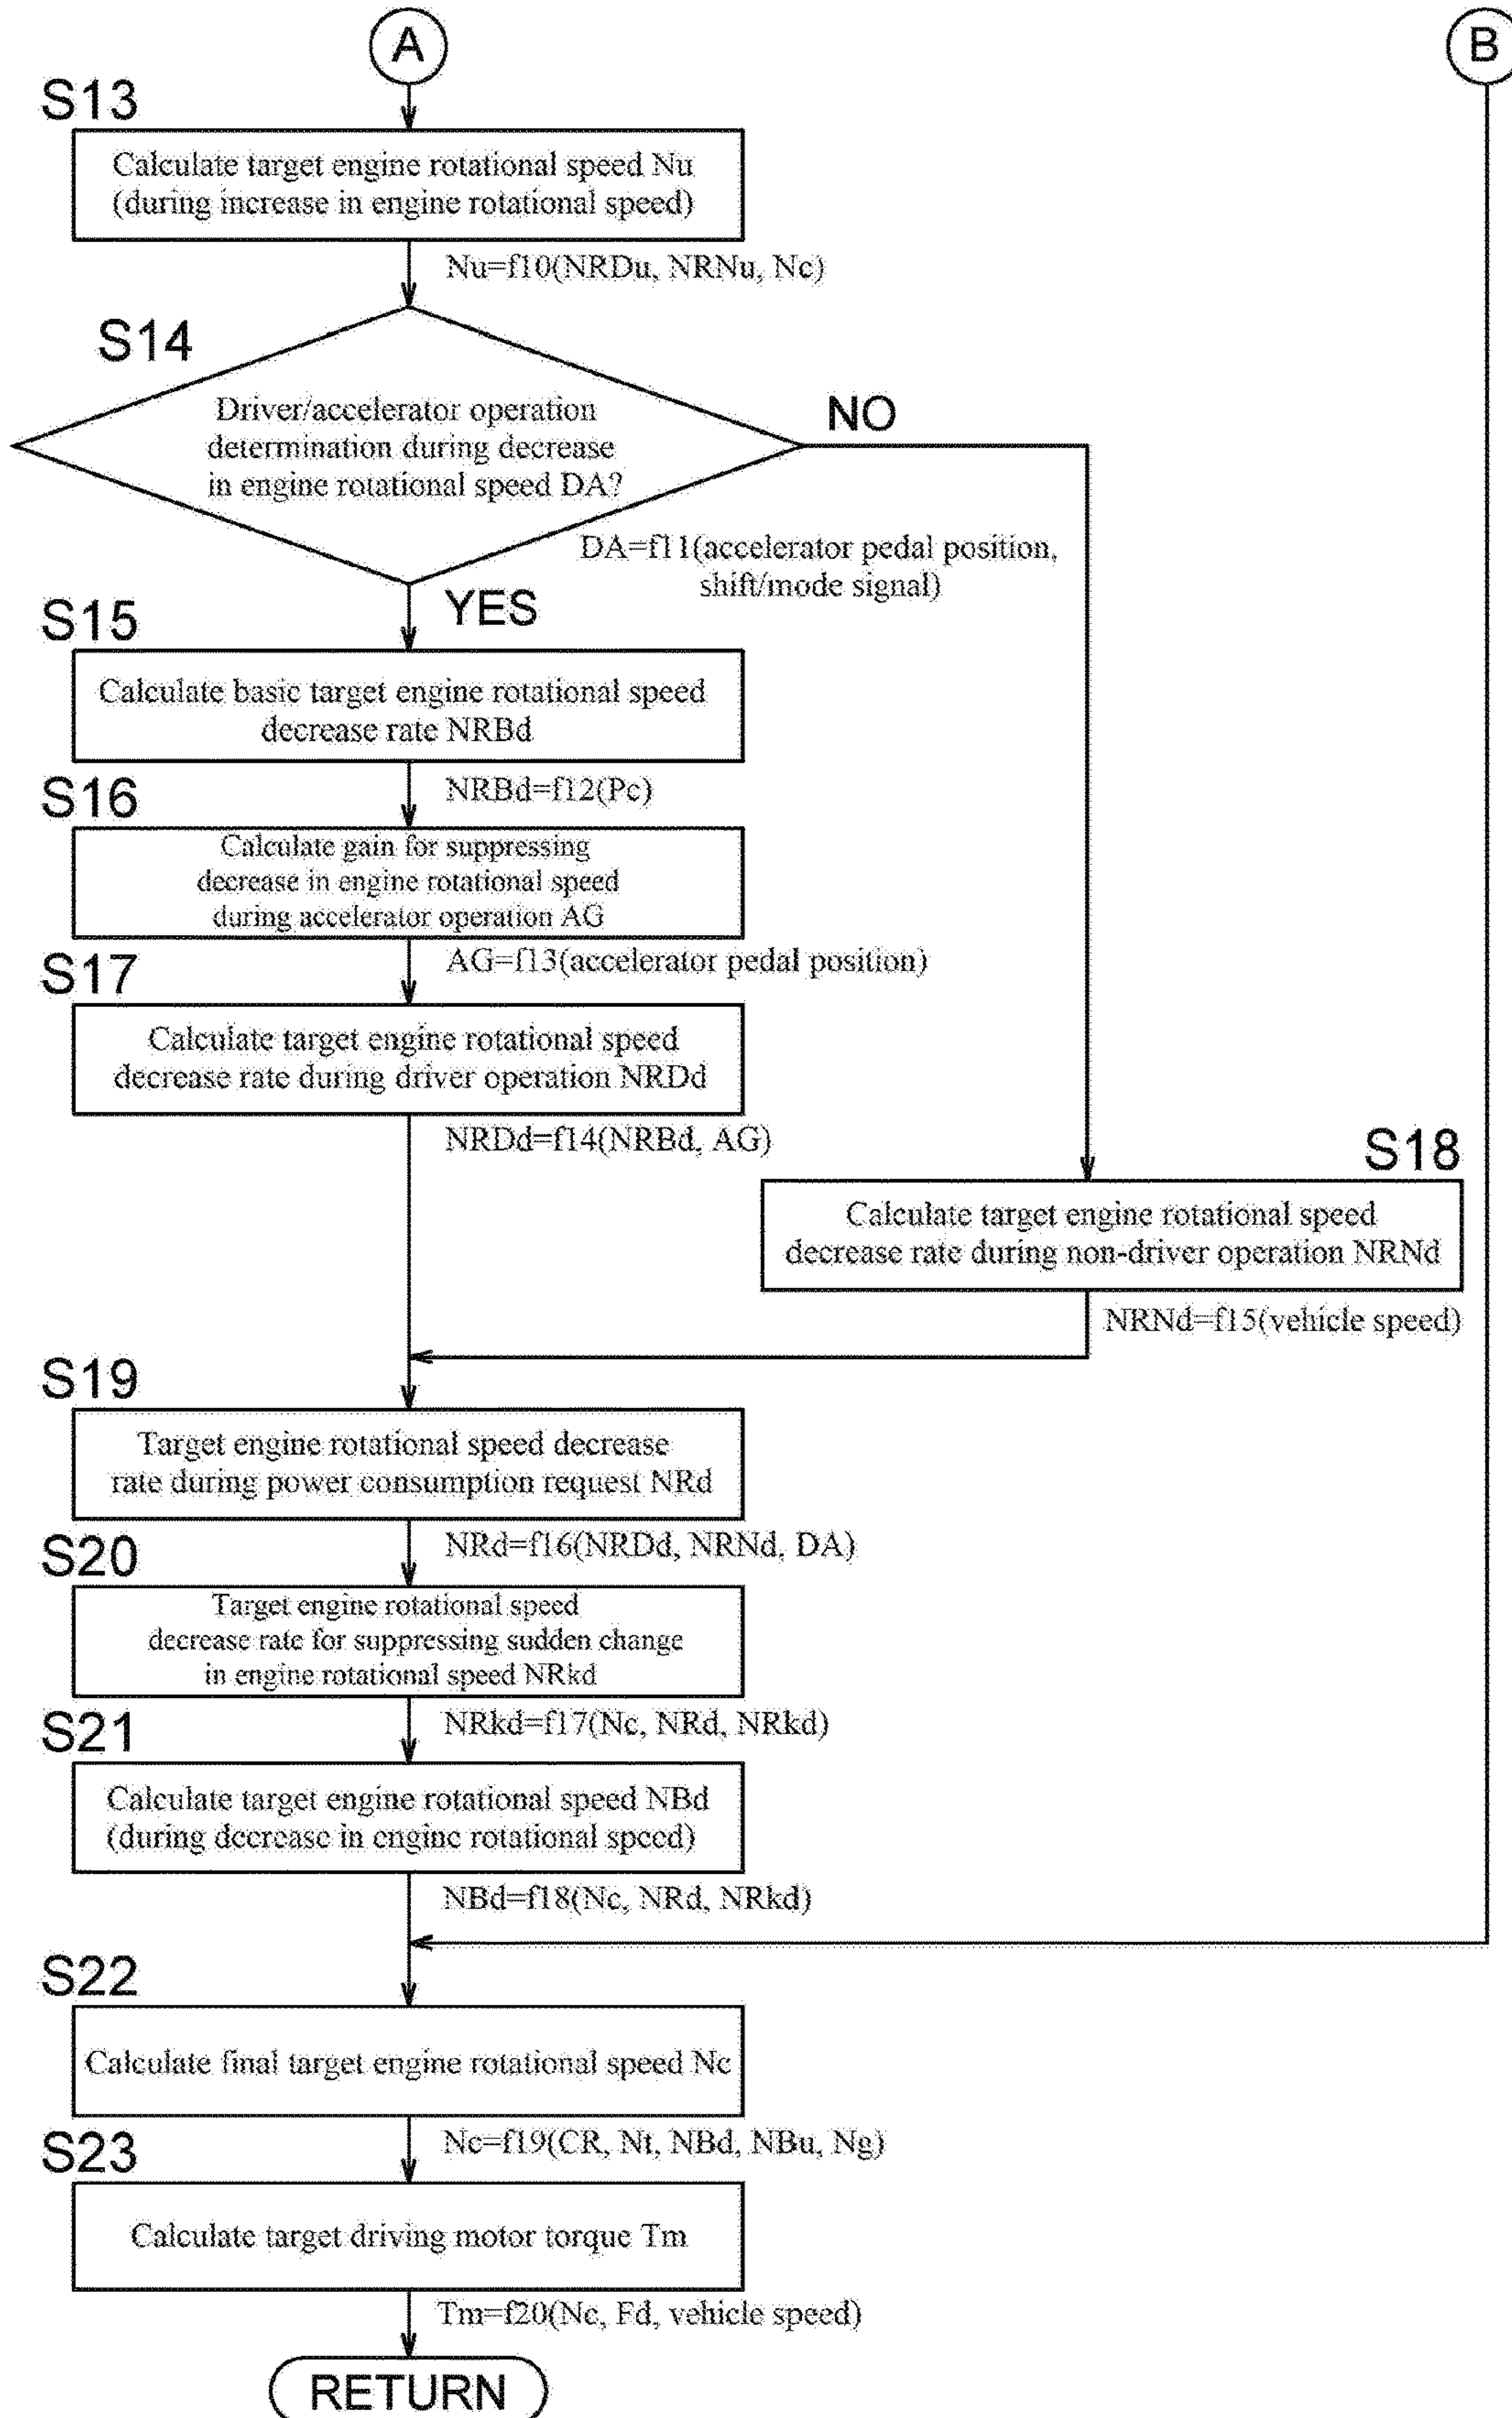 A
B
S13
Calculate target engine rotational speed Nu
(during increase in engine rotational speed)
Nu=f10(NRDu, NRNu, Nc)
S14
Driver/accelerator operation
determination during decrease
in engine rotational speed DA?
NO
DA=f11(accelerator pedal position,
shift/mode signal)
YES
S15
Calculate basic target engine rotational speed
decrease rate NRBd
NRBd=f12(Pc)
S16
Calculate gain for suppressing
decrease in engine rotational speed
during accelerator operation AG
AG=f13(accelerator pedal position)
S17
Calculate target engine rotational speed
decrease rate during driver operation NRDd
NRDd=f14(NRBd, AG)
S18
Calculate target engine rotational speed
decrease rate during non-driver operation NRNd
NRNd=f15(vehicle speed)
S19
Target engine rotational speed decrease
rate during power consumption request NRd
NRd=f16(NRDd, NRNd, DA)
S20
Target engine rotational speed
decrease rate for suppressing sudden change
in engine rotational speed NRkd
NRkd=f17(Nc, NRd, NRkd)
S21
Calculate target engine rotational speed NBd
(during decrease in engine rotational speed)
NBd=f18(Nc, NRd, NRkd)
S22
Calculate final target engine rotational speed Nc
Nc=f19(CR, Nt, NBd, NBu, Ng)
S23
Calculate target driving motor torque Tm
Tm=f20(Nc, Fd, vehicle speed)
RETURN